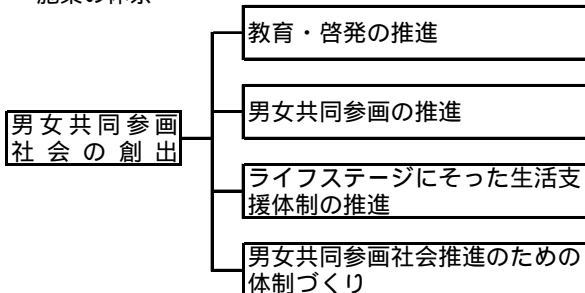 施策の体系
教育・啓発の推進
男女共同参画の推進
男女共同参画
社会の創出
ライフステージにそった生活支
援体制の推進
男女共同参画社会推進のための
体制づくり